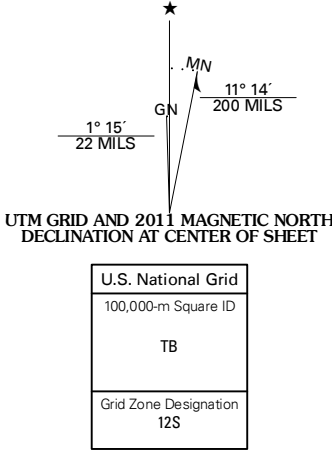 MN
GN
11° 14´
200 MILS
1° 15´
22 MILS
UTM GRID AND 2011 MAGNETIC NORTH
DECLINATION AT CENTER OF SHEET
U.S. National Grid
100,000-m Square ID
TB
Grid Zone Designation
12S